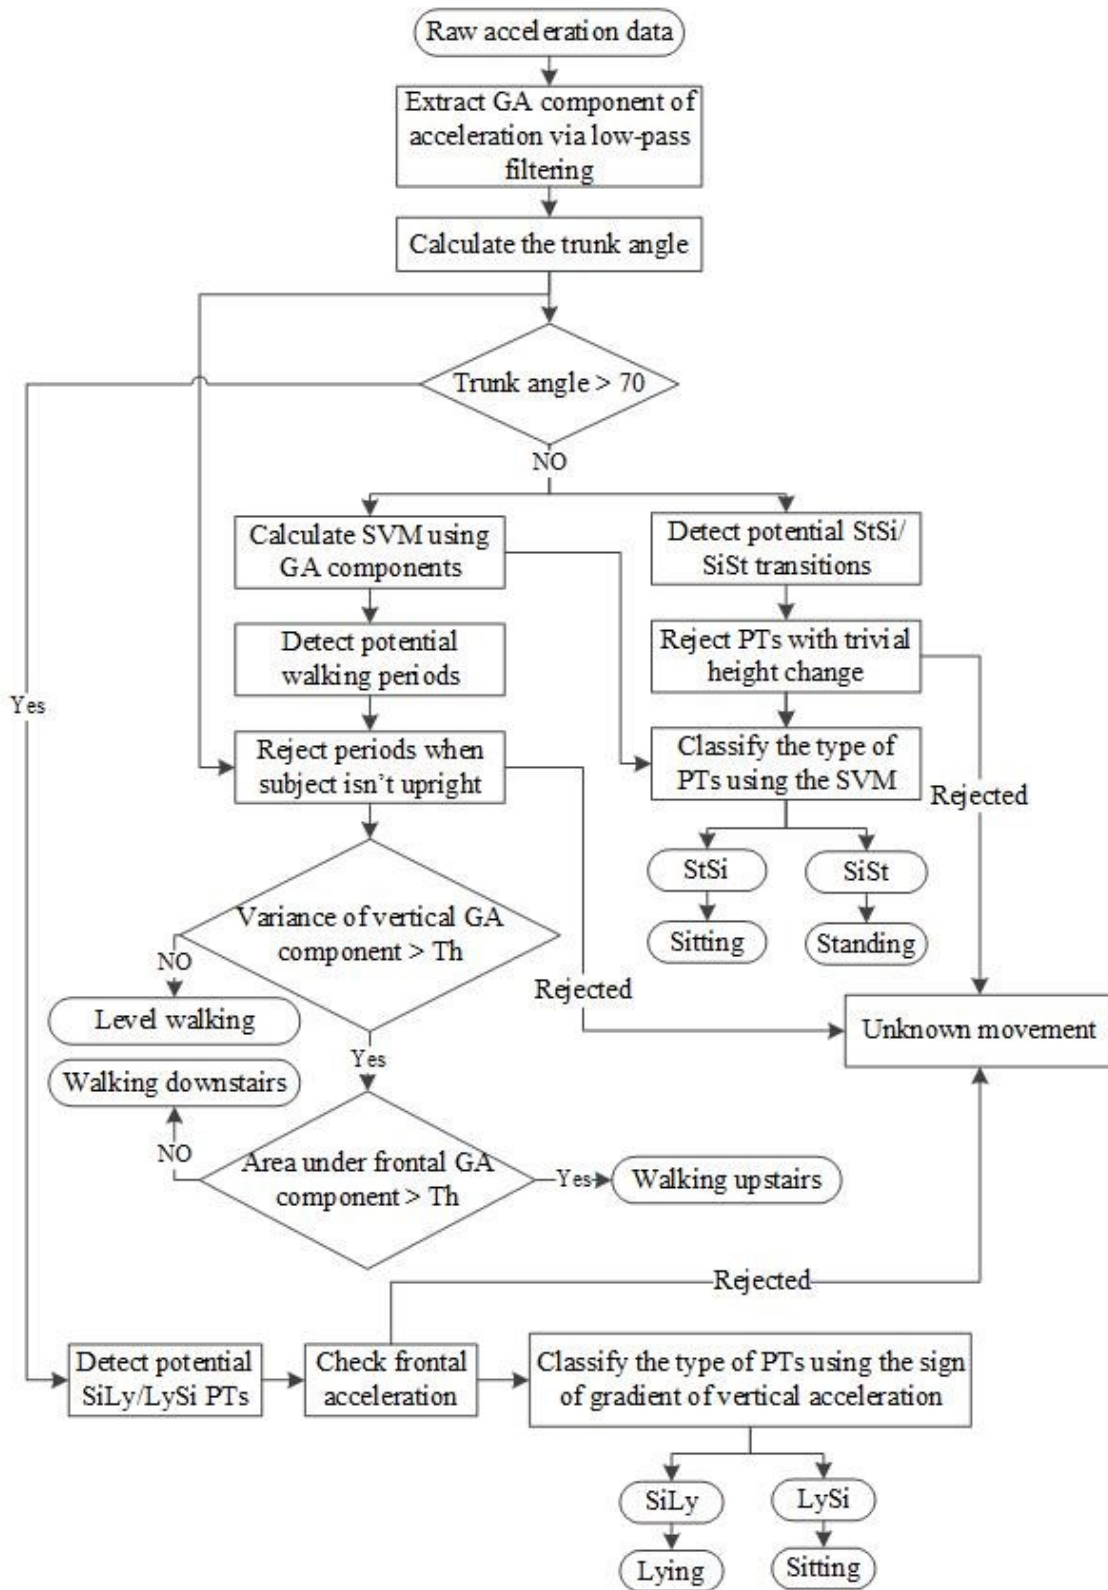 Raw acceleration data
Extract GA component of
acceleration via low-pass
filtering
Calculate the trunk angle
Trunk angle > 70
NO
Calculate SVM using
GA components
Detect potential StSi/
SiSt transitions
Detect potential
walking periods
Reject PTs with trivial
height change
Yes
Reject periods when
subject isn't upright
Classify the type of
PTs using the SVM
Rejected
StSi
SiSt
Sitting
Standing
Variance of vertical GA
component > Th
NO
Rejected
Level walking
Unknown movement
Yes
Walking downstairs
NO
Area under frontal GA
component > Th
Yes
Walking upstairs
Rejected
Detect potential
SiLy/LySi PTs
Check frontal
acceleration
Classify the type of PTs using the sign
of gradient of vertical acceleration
SiLy
LySi
Lying
Sitting